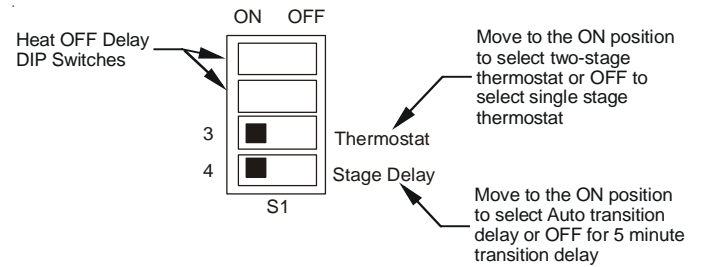 ON OFF
Heat OFF Delay
DIP Switches
Move to the ON position
to select two-stage
thermostat or OFF to
select single stage
thermostat
3
Thermostat
4
Stage Delay
S1
Move to the ON position
to select Auto transition
delay or OFF for 5 minute
transition delay